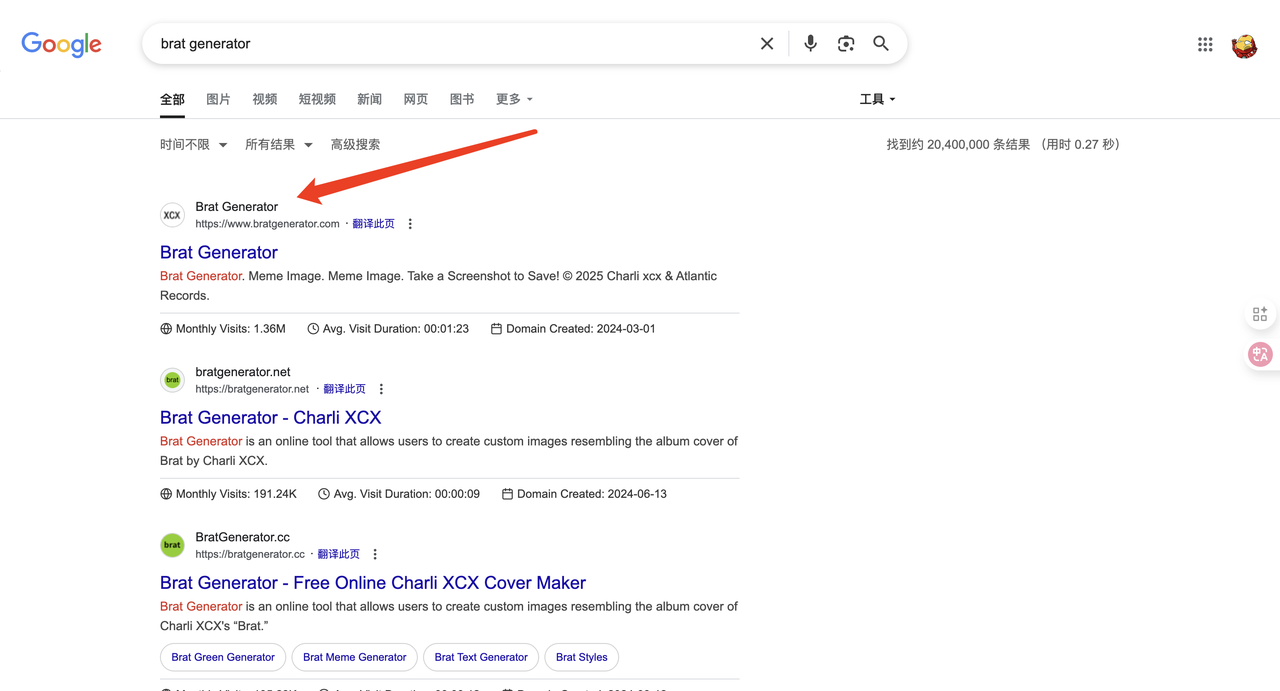 Google
brat generator
全部 图片 视频 短视频 新闻 网页 图书 更多 工具
时间不限 所有结果 高级搜索 找到约 20,400,000 条结果 （用时 0.27 秒）
XCX
Brat Generator
https://www.bratgenerator.com · 翻译此页
Brat Generator
Brat Generator. Meme Image. Meme Image. Take a Screenshot to Save! © 2025 Charli xcx & Atlantic
Records.
Monthly Visits: 1.36M Avg. Visit Duration: 00:01:23 Domain Created: 2024-03-01
brat
bratgenerator.net
https://bratgenerator.net · 翻译此页
Brat Generator - Charli XCX
Brat Generator is an online tool that allows users to create custom images resembling the album cover of
Brat by Charli XCX.
Monthly Visits: 191.24K Avg. Visit Duration: 00:00:09 Domain Created: 2024-06-13
brat
BratGenerator.cc
https://bratgenerator.cc · 翻译此页
Brat Generator - Free Online Charli XCX Cover Maker
Brat Generator is an online tool that allows users to create custom images resembling the album cover of
Charli XCX's “Brat.”
Brat Green Generator Brat Meme Generator Brat Text Generator Brat Styles